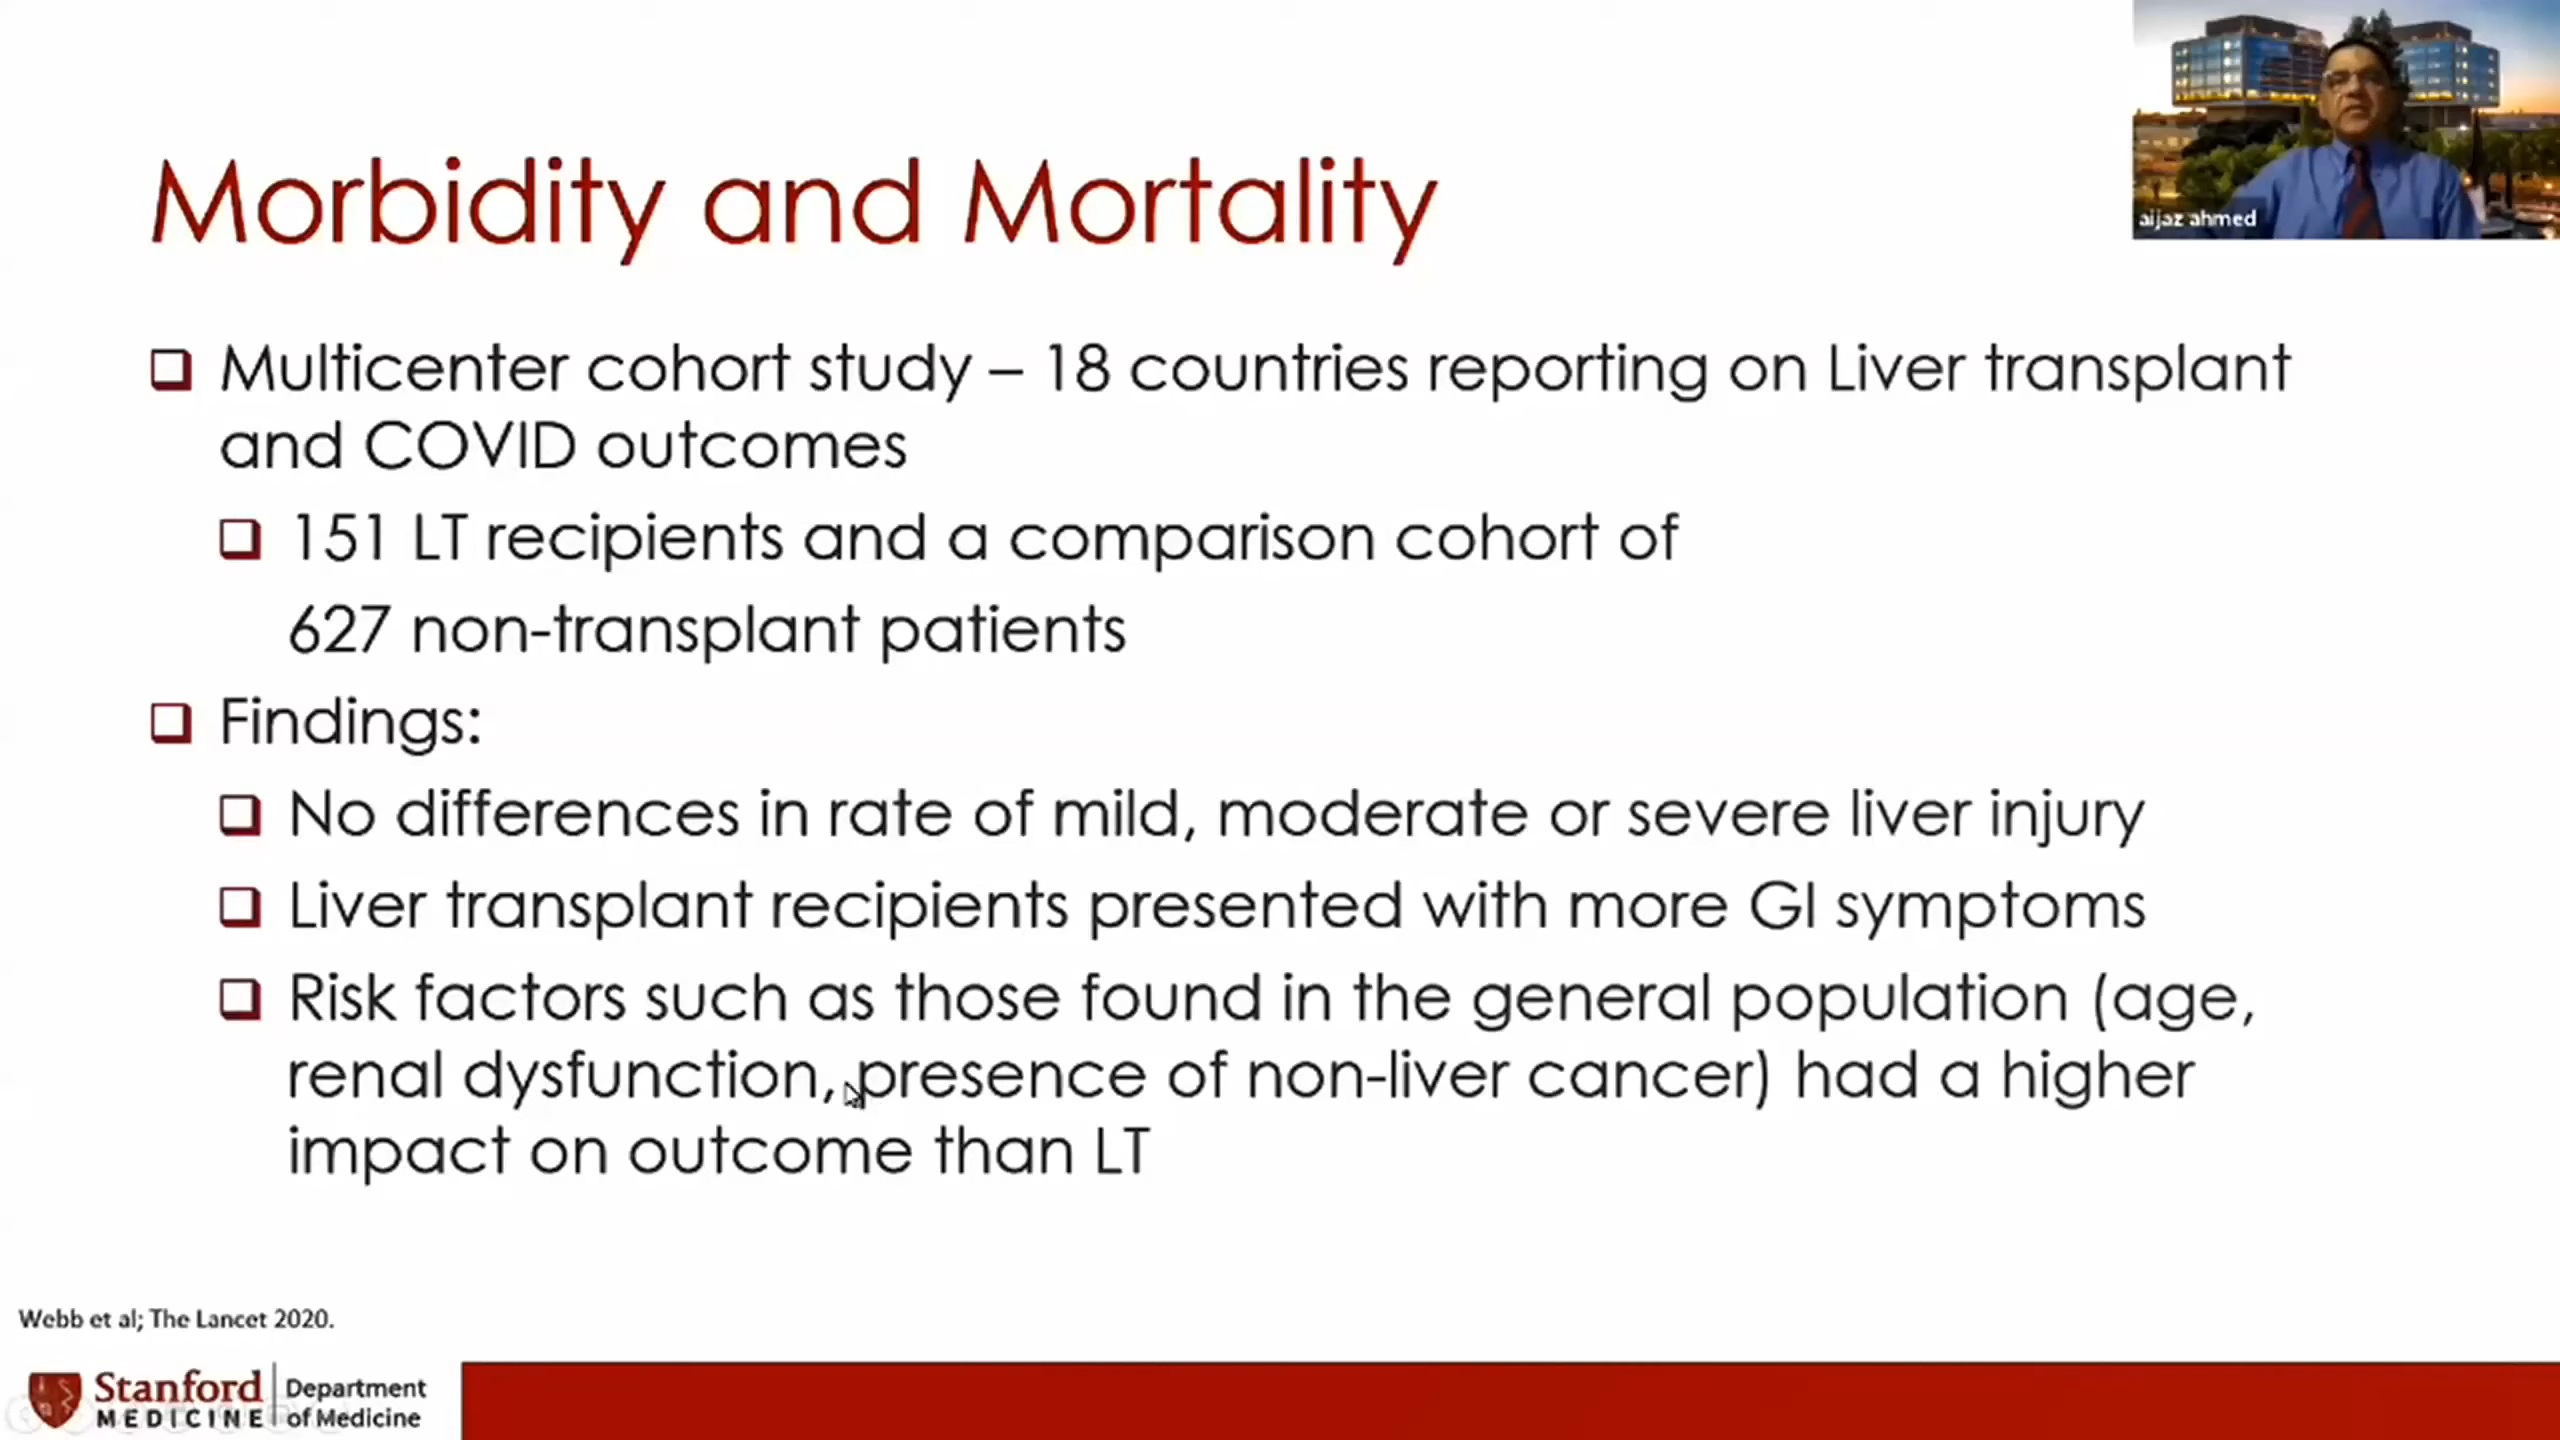 Morbidity and Mortality
aijaz ahmed
Multicenter cohort study – 18 countries reporting on Liver transplant
and COVID outcomes
151 LT recipients and a comparison cohort of
627 non-transplant patients
Findings:
No differences in rate of mild, moderate or severe liver injury
Liver transplant recipients presented with more GI symptoms
Risk factors such as those found in the general population (age,
renal dysfunction, presence of non-liver cancer) had a higher
impact on outcome than LT
Webb et al; The Lancet 2020.
Stanford
MEDICINE
Department
of Medicine